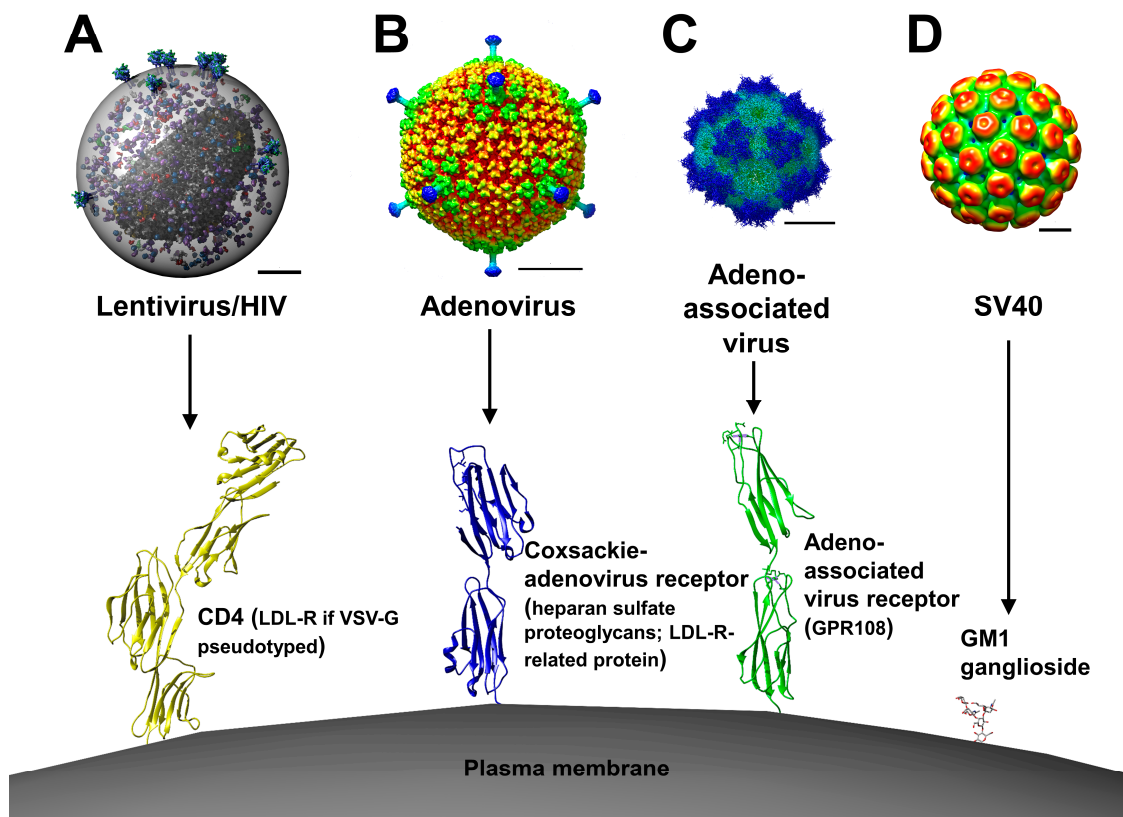 A
B
C
D
Lentivirus/HIV
Adenovirus
Adeno-
associated
virus
SV40
CD4 (LDL-R if VSV-G
pseudotyped)
Coxsackie-
adenovirus receptor
(heparan sulfate
proteoglycans; LDL-R-
related protein)
Adeno-
associated
virus receptor
(GPR108)
GM1
ganglioside
Plasma membrane